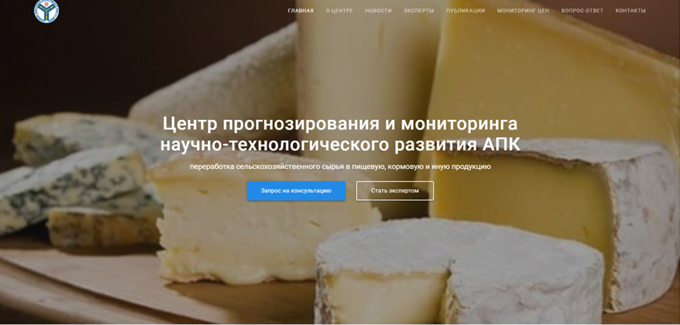 ГЛАВНАЯ О ЦЕНТРЕ НОВОСТИ ЭКСПЕРТЫ ПУБЛИКАЦИИ МОНИТОРИНГ ЦЕН ВОПРОС-ОТВЕТ КОНТАКТЫ
Центр прогнозирования и мониторинга
научно-технологического развития АПК
переработка сельскохозяйственного сырья в пищевую, кормовую и иную продукцию
Запрос на консультацию Стать экспертом